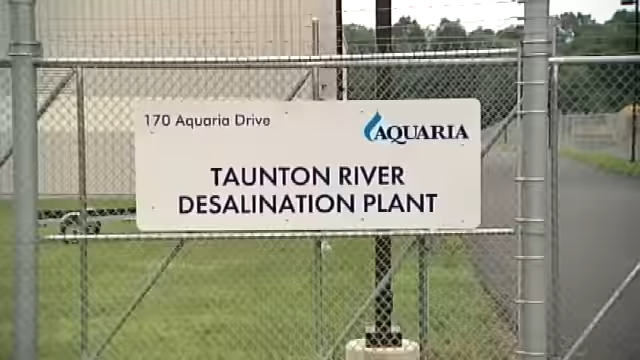 170 Aquaria Drive
AQUARIA
TAUNTON RIVER
DESALINATION PLANT